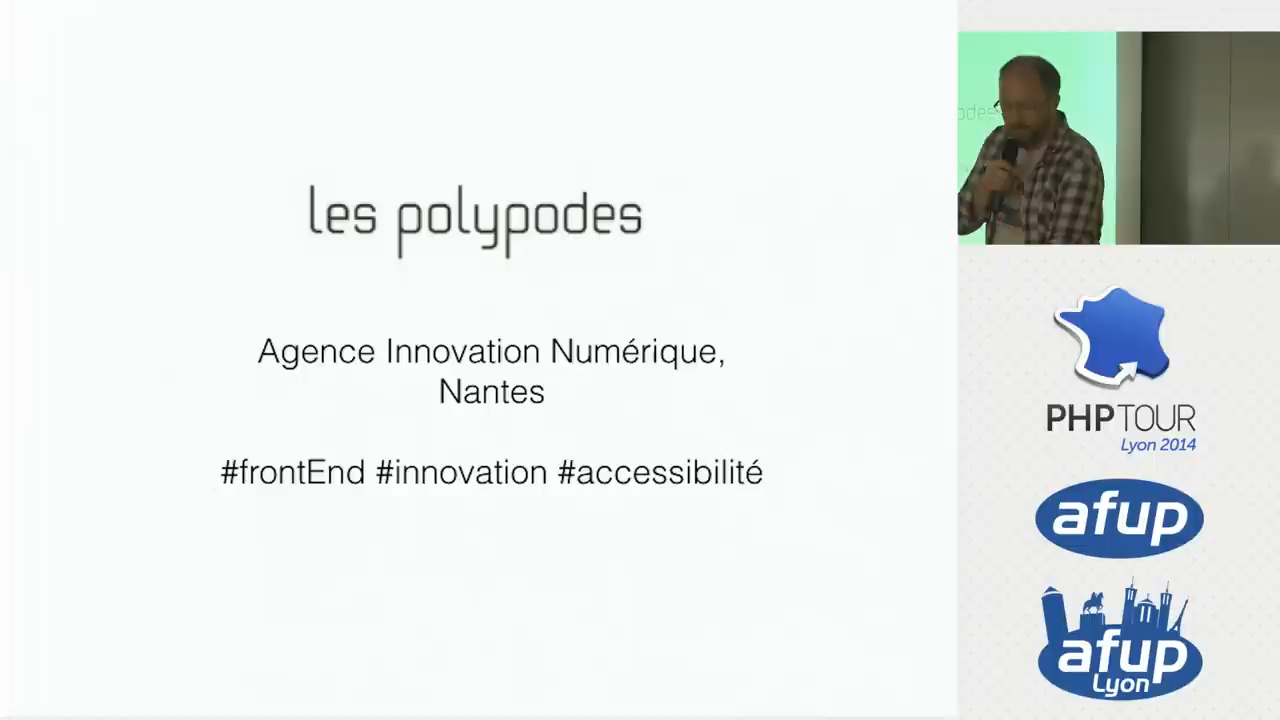 les polypodes
Agence Innovation Numérique,
Nantes
#frontEnd #innovation #accessibilité
PHPTOUR
Lyon 2014
afup
afup
Lyon